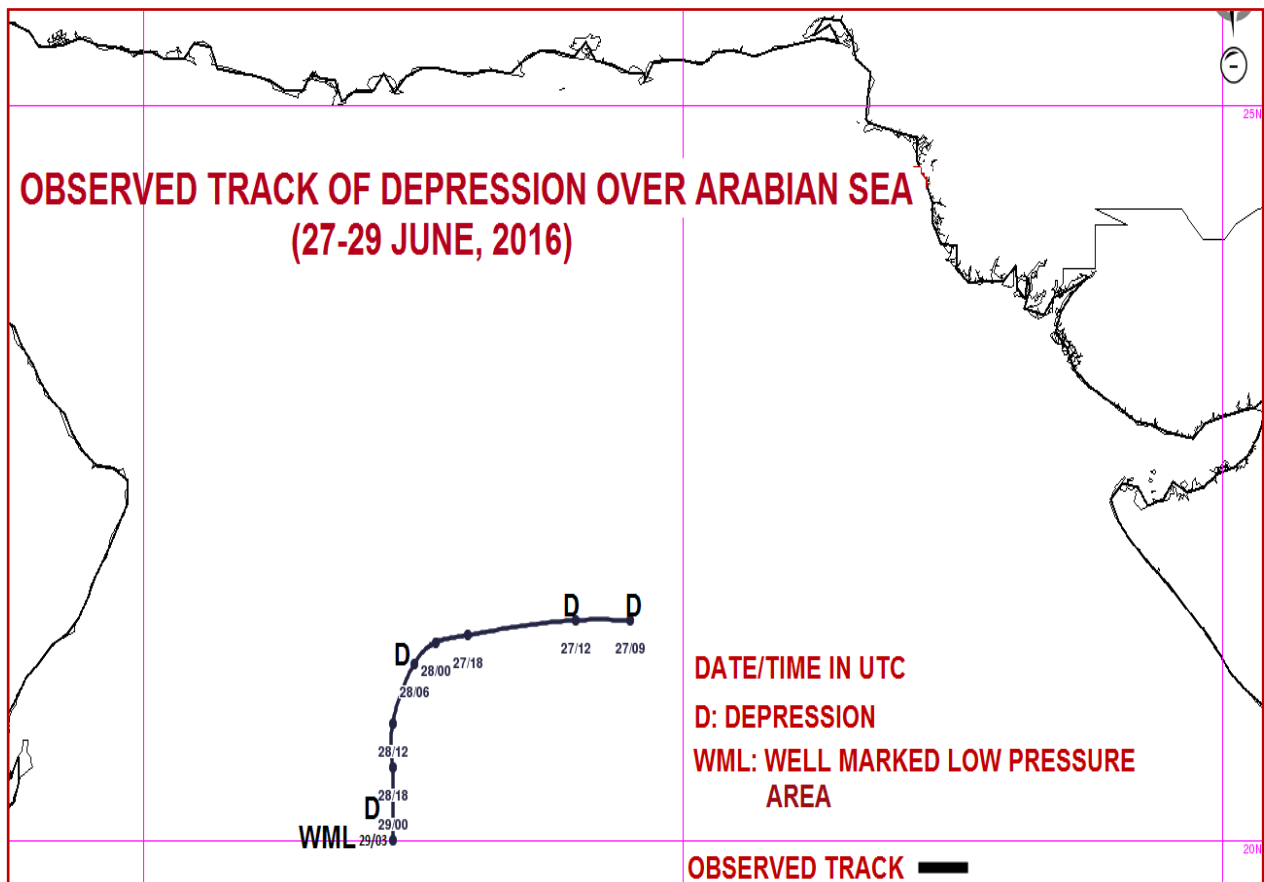 25N
OBSERVED TRACK OF DEPRESSION OVER ARABIAN SEA
(27-29 JUNE, 2016)
D
D
27/12
27/09
D
27/18
28/00
28/06
DATE/TIME IN UTC
D: DEPRESSION
28/12
WML: WELL MARKED LOW PRESSURE
AREA
28/18
D
29/00
WML 29/03
20N
OBSERVED TRACK